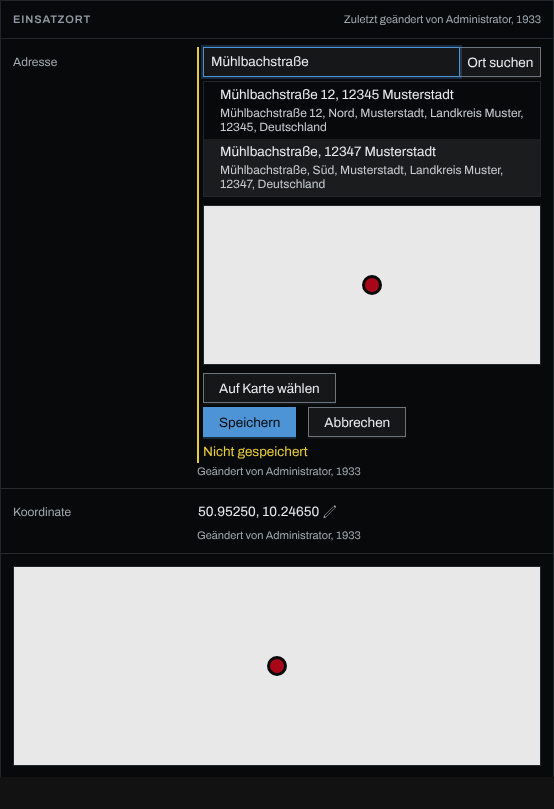 EINSATZORT
Zuletzt geändert von Administrator, 1933
Adresse
Mühlbachstraße
Ort suchen
Mühlbachstraße 12, 12345 Musterstadt
Mühlbachstraße 12, Nord, Musterstadt, Landkreis Muster,
12345, Deutschland
Mühlbachstraße, 12347 Musterstadt
Mühlbachstraße, Süd, Musterstadt, Landkreis Muster,
12347, Deutschland
Auf Karte wählen
Speichern
Abbrechen
Nicht gespeichert
Geändert von Administrator, 1933
Koordinate
50.95250, 10.24650
Geändert von Administrator, 1933